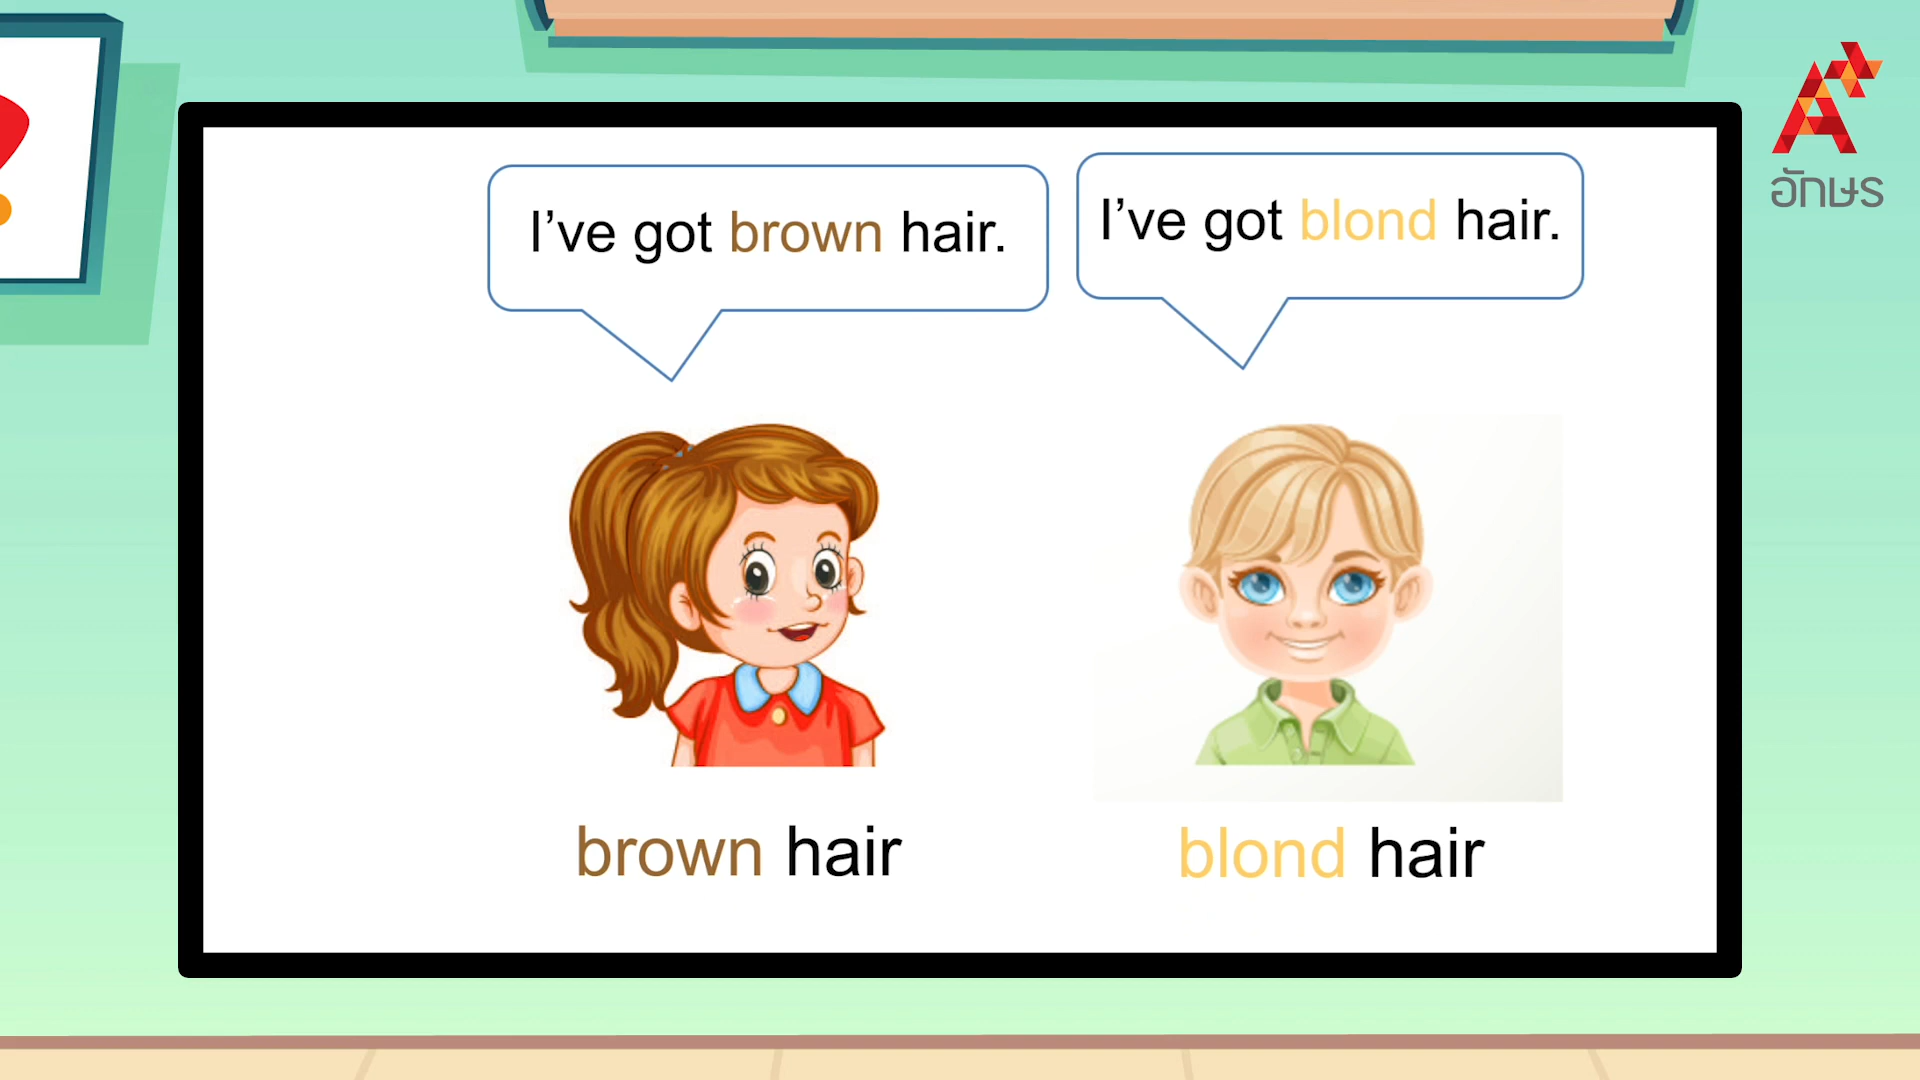 I’ve got brown hair.
I’ve got blond hair.
brown hair
blond hair
อักษร